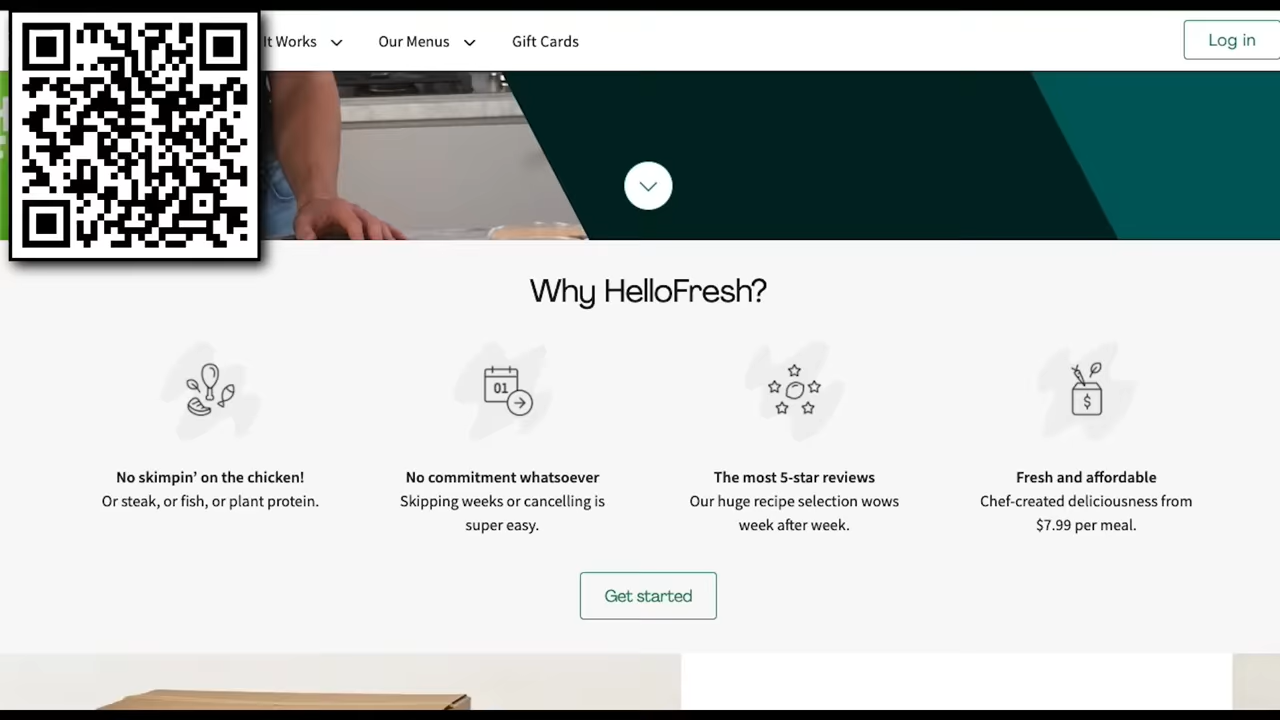 It Works
Our Menus
Gift Cards
Log in
Why HelloFresh?
01
$
No skimpin’ on the chicken!
Or steak, or fish, or plant protein.
No commitment whatsoever
Skipping weeks or cancelling is
super easy.
The most 5-star reviews
Our huge recipe selection wows
week after week.
Fresh and affordable
Chef-created deliciousness from
$7.99 per meal.
Get started